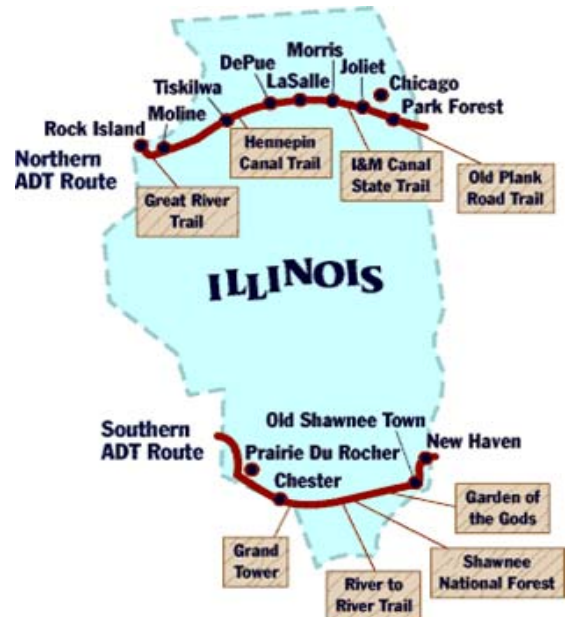 Morris
DePue
LaSalle
Joliet
Chicago
Tiskilwa
Park Forest
Moline
Rock Island
Northern
ADT Route
Hennepin
Canal Trail
I&M Canal
State Trail
Old Plank
Road Trail
Great River
Trail
ILLINOIS
Old Shawnee Town
Southern
ADT Route
New Haven
Prairie Du Rocher
Chester
Garden of
the Gods
Grand
Tower
Shawnee
National Forest
River to
River Trail